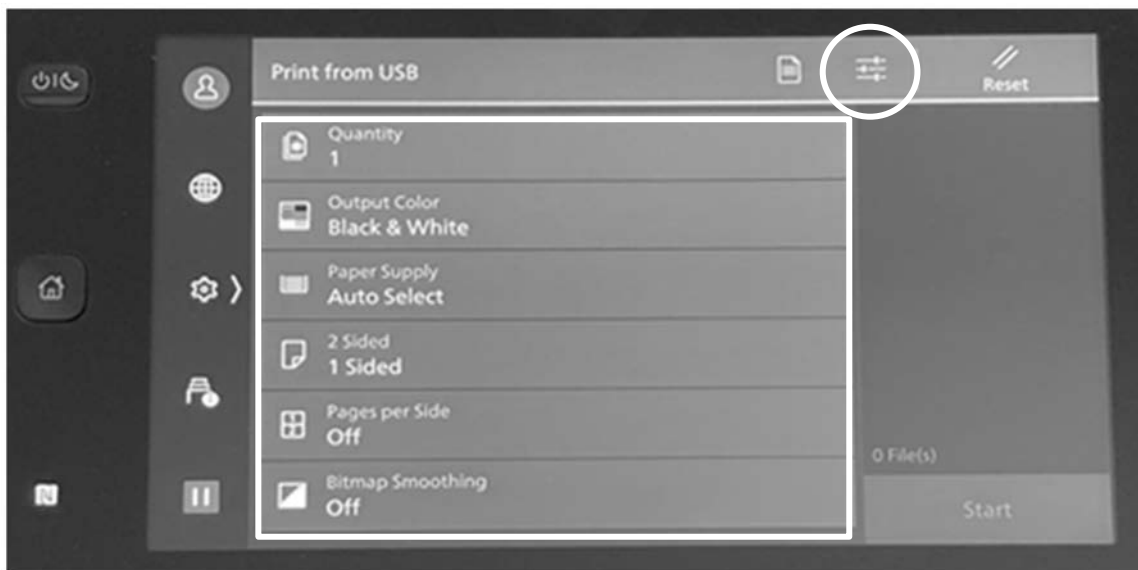 Print from USB
Reset
Quantity
1
Output Color
Black & White
Paper Supply
Auto Select
2 Sided
1 Sided
Pages per Side
Off
Bitmap Smoothing
Off
0 File(s)
Start
N